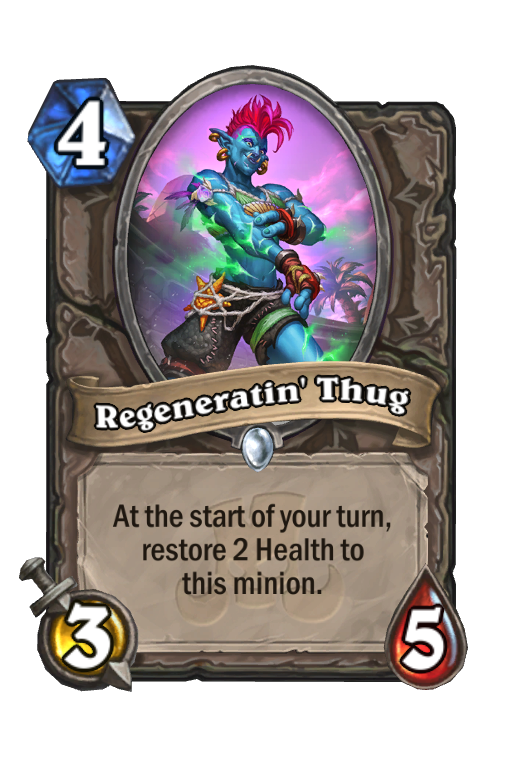 4
Regeneratin' Thug
At the start of your turn,
restore 2 Health to
this minion.
3
5